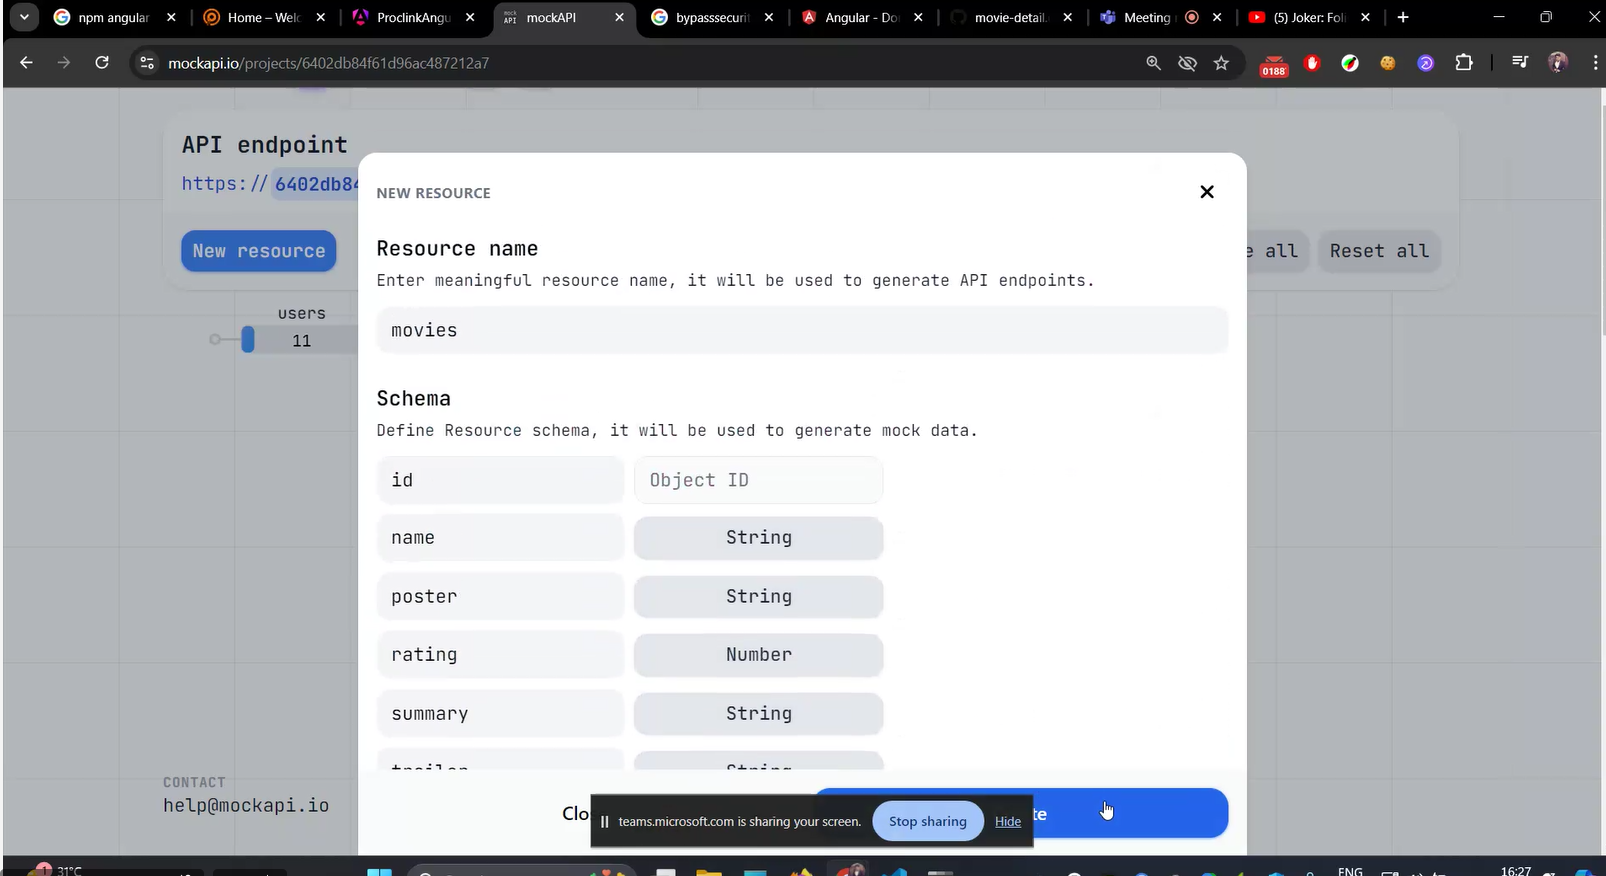 npm angular
Home – Welc
ProclinkAngu
mockAPI
bypasssecurit
Angular - Do
movie-detail.
Meeting
(5) Joker: Foli
mockapi.io/projects/6402db84f61d96ac487212a7
0188
API endpoint
https://6402db84
New resource
e all
Reset all
users
11
NEW RESOURCE
Resource name
Enter meaningful resource name, it will be used to generate API endpoints.
movies
Schema
Define Resource schema, it will be used to generate mock data.
id
Object ID
name
String
poster
String
rating
Number
summary
String
trailer
String
CONTACT
help@mockapi.io
Clo
te
teams.microsoft.com is sharing your screen.
Stop sharing
Hide
1
31°C
ENG
16:27